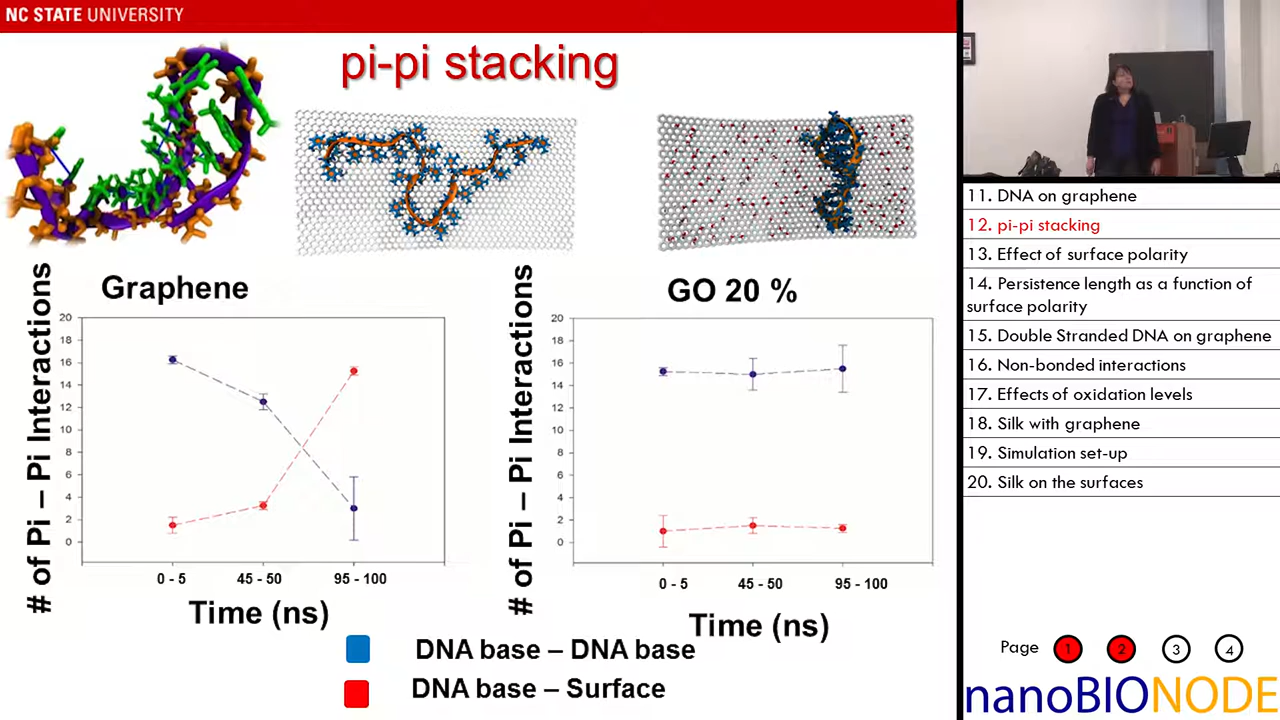 NC STATE UNIVERSITY
pi-pi stacking
Graphene
# of Pi – Pi Interactions
20
18
16
14
12
10
8
6
4
2
0
0 - 5
45 - 50
95 - 100
Time (ns)
GO 20 %
# of Pi – Pi Interactions
20
18
16
14
12
10
8
6
4
2
0
0 - 5
45 - 50
95 - 100
Time (ns)
DNA base – DNA base
DNA base – Surface
11. DNA on graphene
12. pi-pi stacking
13. Effect of surface polarity
14. Persistence length as a function of
surface polarity
15. Double Stranded DNA on graphene
16. Non-bonded interactions
17. Effects of oxidation levels
18. Silk with graphene
19. Simulation set-up
20. Silk on the surfaces
Page 1 2 3 4
nanoBIONODE